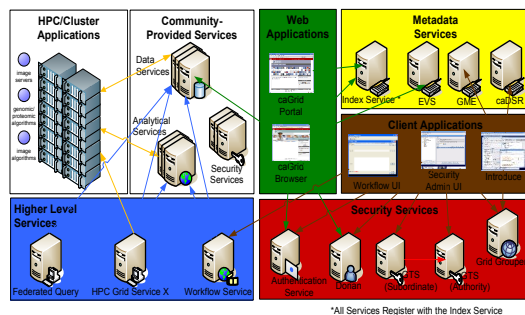 HPC/Cluster
Applications
image
servers
genomic/
proteomic
algorithms
image
algorithms
Community-
Provided Services
Data
Services
Analytical
Services
Security
Services
Web
Applications
caGrid
Portal
caGrid
Browser
Metadata
Services
Index Service
EVS
GME
caDSR
Client Applications
Workflow UI
Security
Admin UI
Introduce
Higher Level
Services
Federated Query
HPC Grid Service X
Workflow Service
Security Services
Authentication
Service
Dorian
GTS
(Subordinate)
GTS
(Authority)
Grid Grouper
*All Services Register with the Index Service